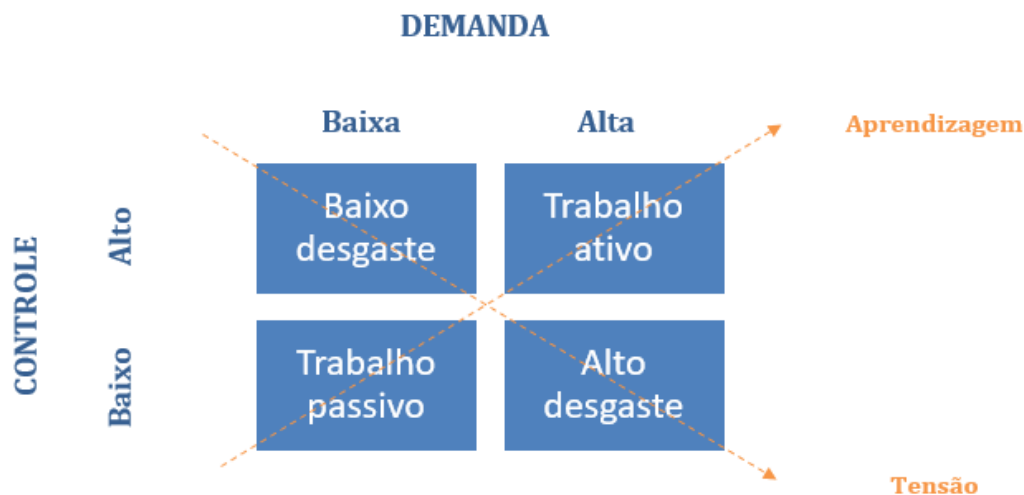 DEMANDA
Baixa
Alta
Aprendizagem
CONTROLE
Alto
Baixo
desgaste
Trabalho
ativo
Baixo
Trabalho
passivo
Alto
desgaste
Tensão